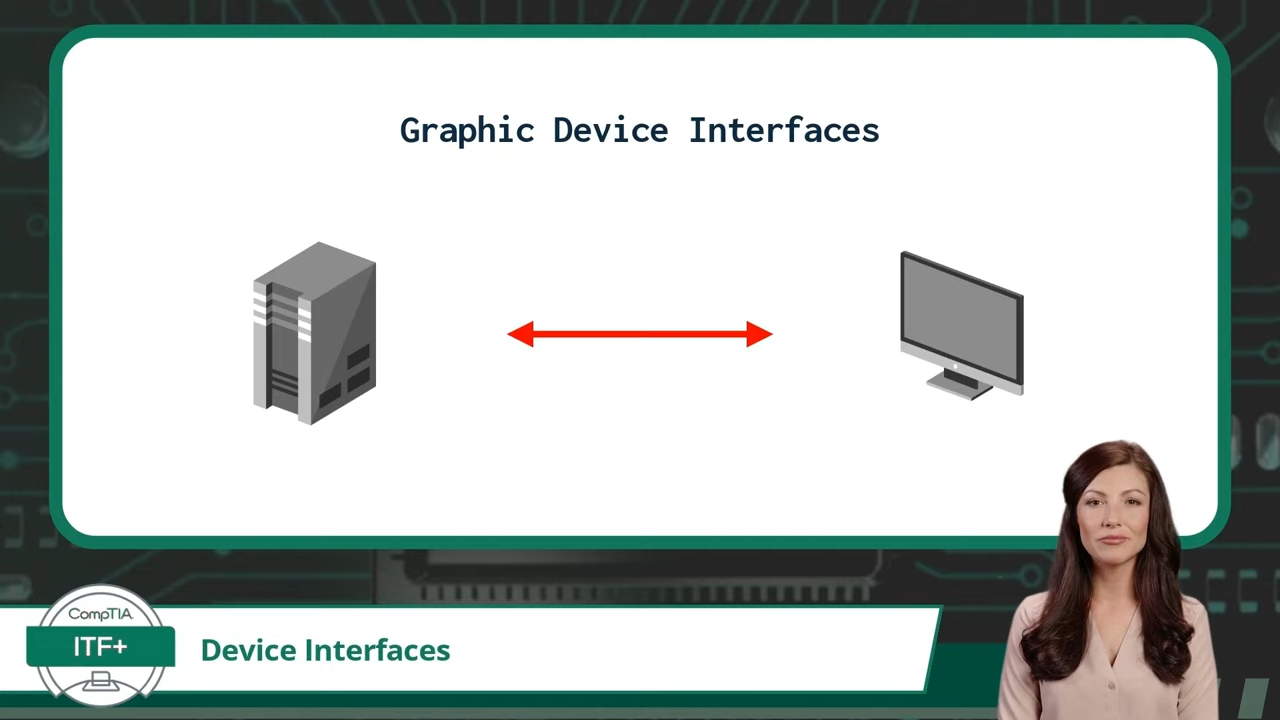 Graphic Device Interfaces
CompTIA.
ITF+
Device Interfaces